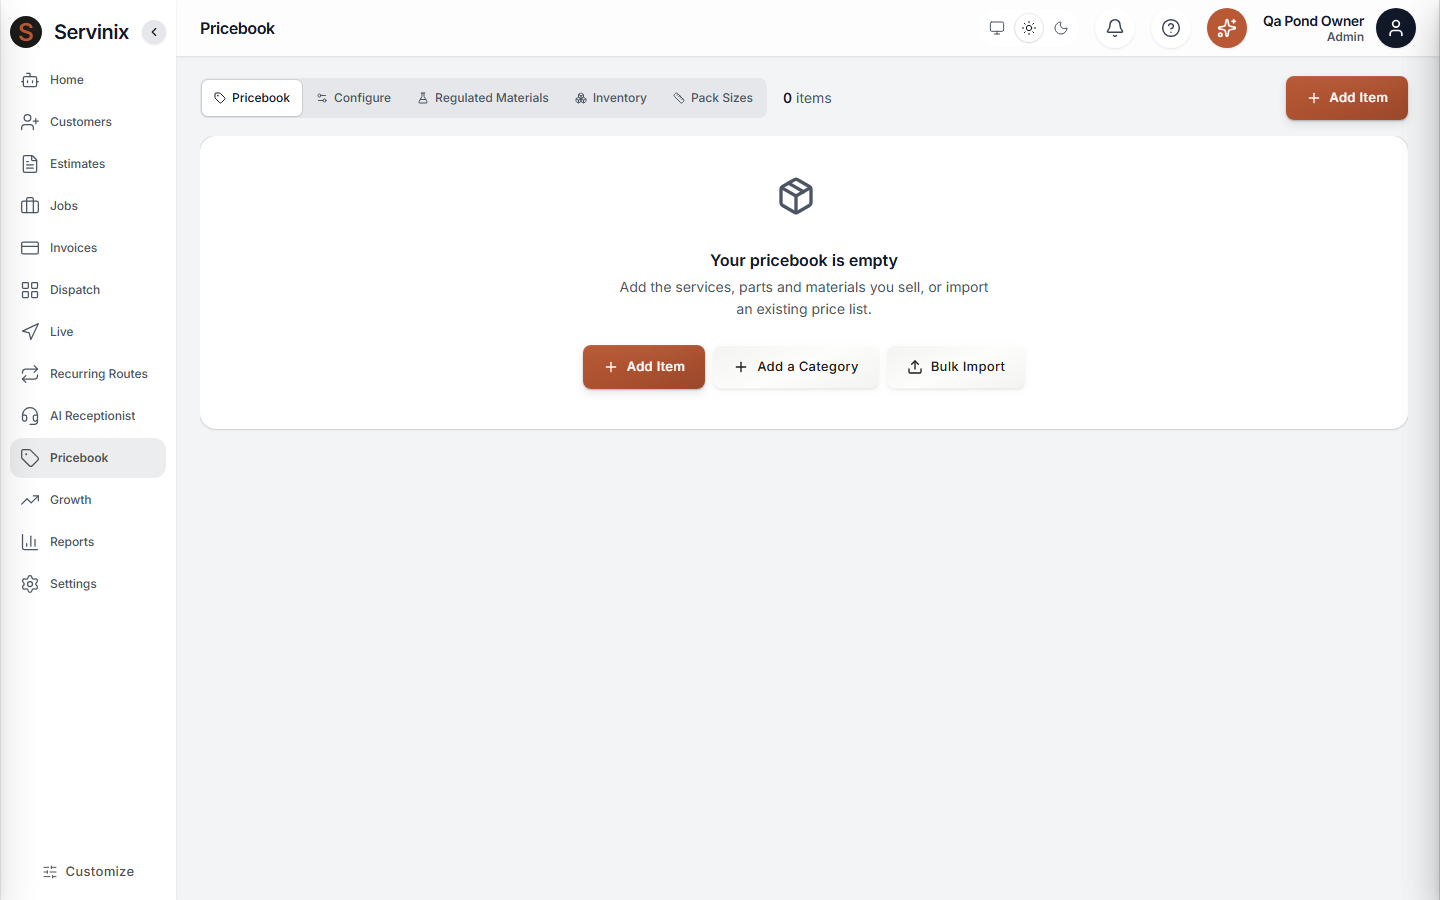 S Servinix
Home
Customers
Estimates
Jobs
Invoices
Dispatch
Live
Recurring Routes
AI Receptionist
Pricebook
Growth
Reports
Settings
Customize
Pricebook
Qa Pond Owner
Admin
Pricebook Configure Regulated Materials Inventory Pack Sizes 0 items
Add Item
Your pricebook is empty
Add the services, parts and materials you sell, or import
an existing price list.
Add Item Add a Category Bulk Import